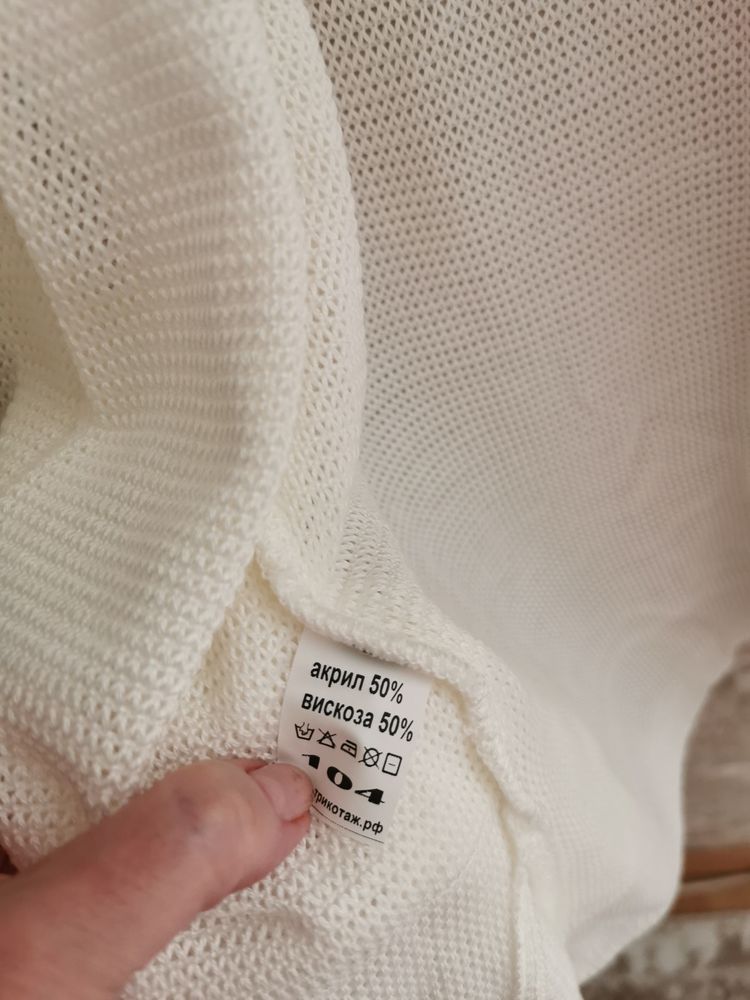 акрил 50%
вискоза 50%
104
трикотаж.рф